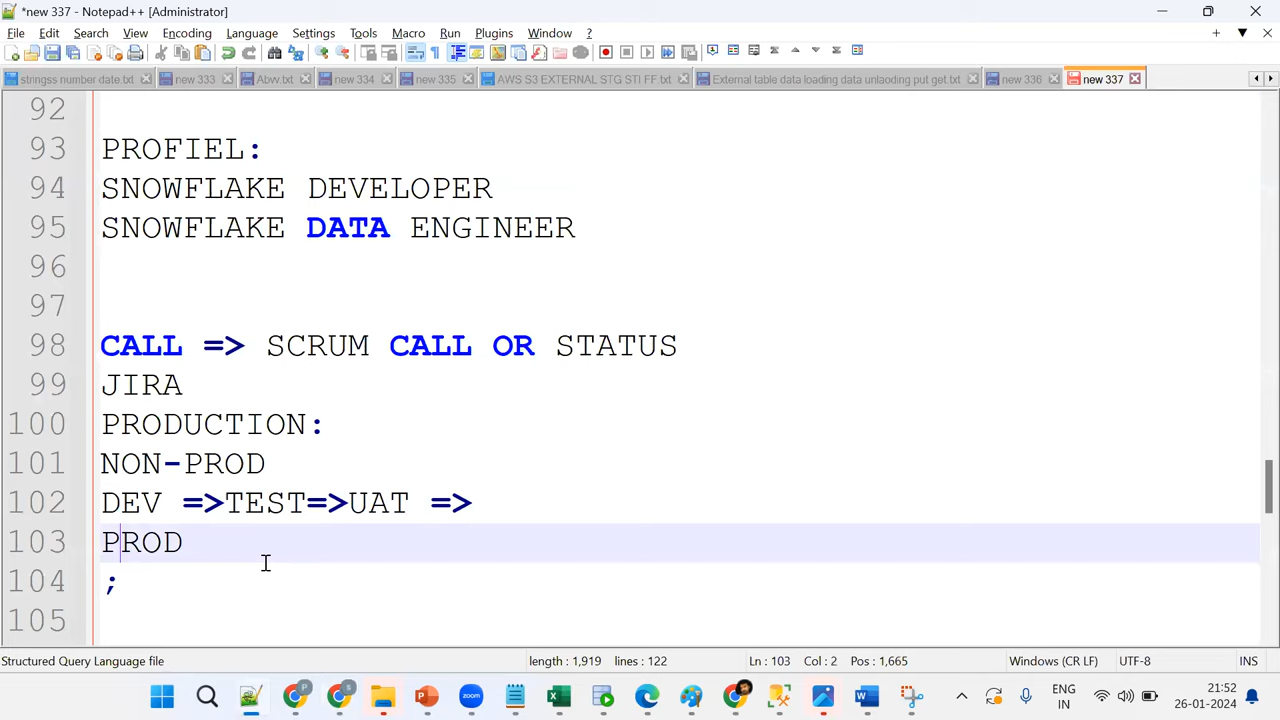 *new 337 - Notepad++ [Administrator]
File Edit Search View Encoding Language Settings Tools Macro Run Plugins Window ?
stringss number date.txt new 333 Abvv.txt new 334 new 335 AWS S3 EXTERNAL STG STI FF txt External table data loading data unlaoding put get.txt new 336 new 337
92
93 PROFIEL:
94 SNOWFLAKE DEVELOPER
95 SNOWFLAKE DATA ENGINEER
96
97
98 CALL => SCRUM CALL OR STATUS
99 JIRA
100 PRODUCTION:
101 NON-PROD
102 DEV =>TEST=>UAT =>
103 PROD
104 ;
105
Structured Query Language file length : 1,919 lines : 122 Ln : 103 Col : 2 Pos : 1,665 Windows (CR LF) UTF-8 INS
zoom
ENG
IN
21:52
26-01-2024